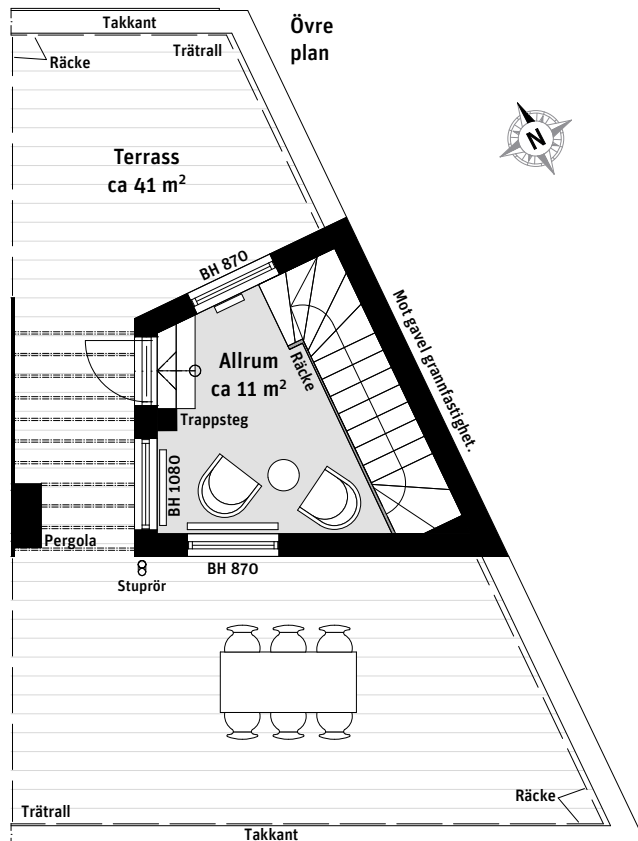 Takkant
Övre
plan
Trätrall
Räcke
Terrass
ca 41 m²
N
BH 870
Mot gavel grannfastighet.
Allrum
ca 11 m²
Räcke
Trappsteg
BH 1080
Pergola
BH 870
Stuprör
Räcke
Trätrall
Takkant